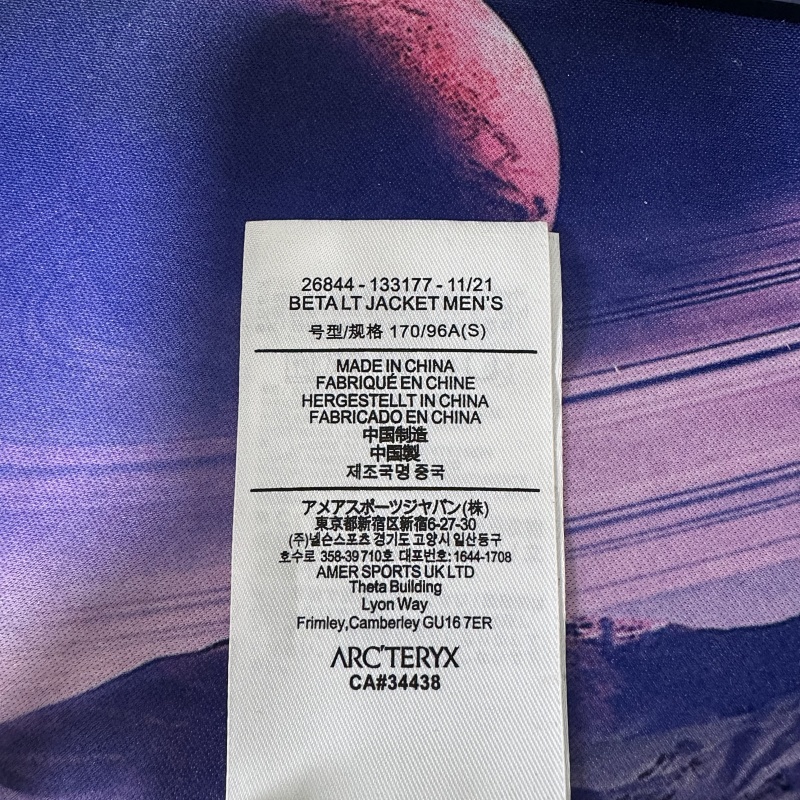 26844 - 133177 - 11/21
BETA LT JACKET MEN'S
号型/规格 170/96A(S)
MADE IN CHINA
FABRIQUÉ EN CHINE
HERGESTELLT IN CHINA
FABRICADO EN CHINA
中国制造
中国製
제조국명 중국
アメアスポーツジャパン(株)
東京都新宿区新宿6-27-30
(주)넬슨스포츠 경기도 고양시 일산동구
호수로 358-39 710호 대표번호: 1644-1708
AMER SPORTS UK LTD
Theta Building
Lyon Way
Frimley,Camberley GU16 7ER
ARC'TERYX
CA#34438